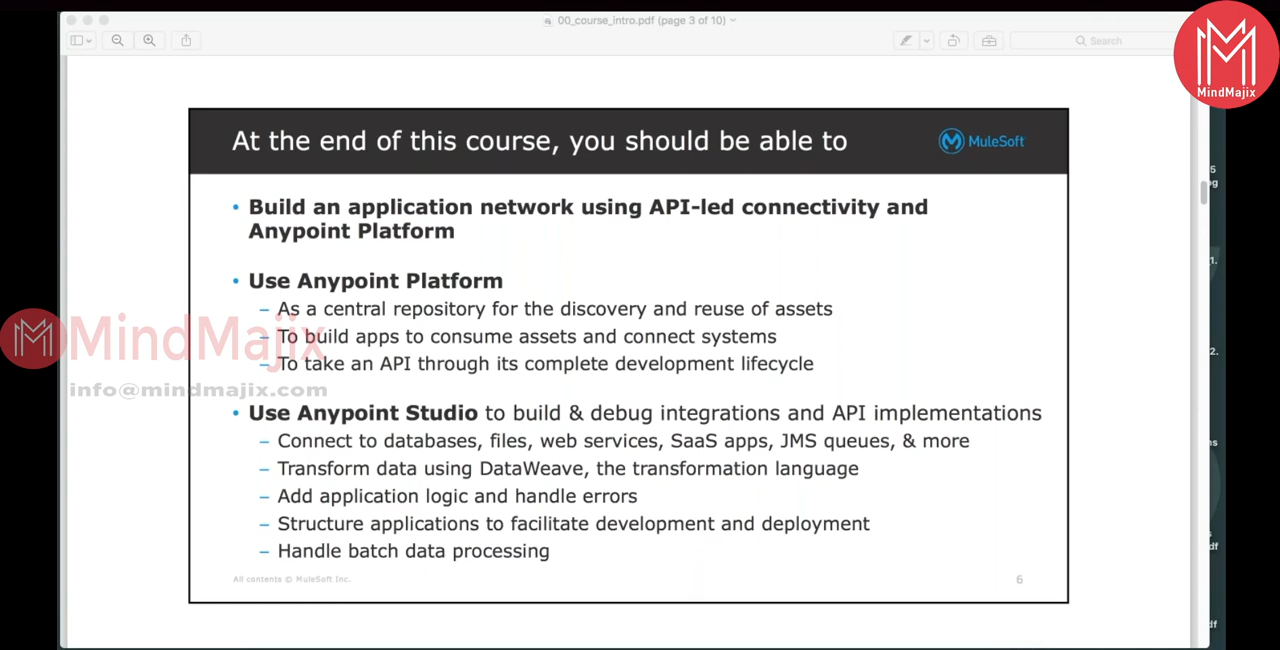 00_course_intro.pdf (page 3 of 10)
Search
MindMajix
At the end of this course, you should be able to
MuleSoft
• Build an application network using API-led connectivity and
Anypoint Platform
• Use Anypoint Platform
– As a central repository for the discovery and reuse of assets
– To build apps to consume assets and connect systems
– To take an API through its complete development lifecycle
MindMajix
info@mindmajix.com
• Use Anypoint Studio to build & debug integrations and API implementations
– Connect to databases, files, web services, SaaS apps, JMS queues, & more
– Transform data using DataWeave, the transformation language
– Add application logic and handle errors
– Structure applications to facilitate development and deployment
– Handle batch data processing
All contents © MuleSoft Inc.
6